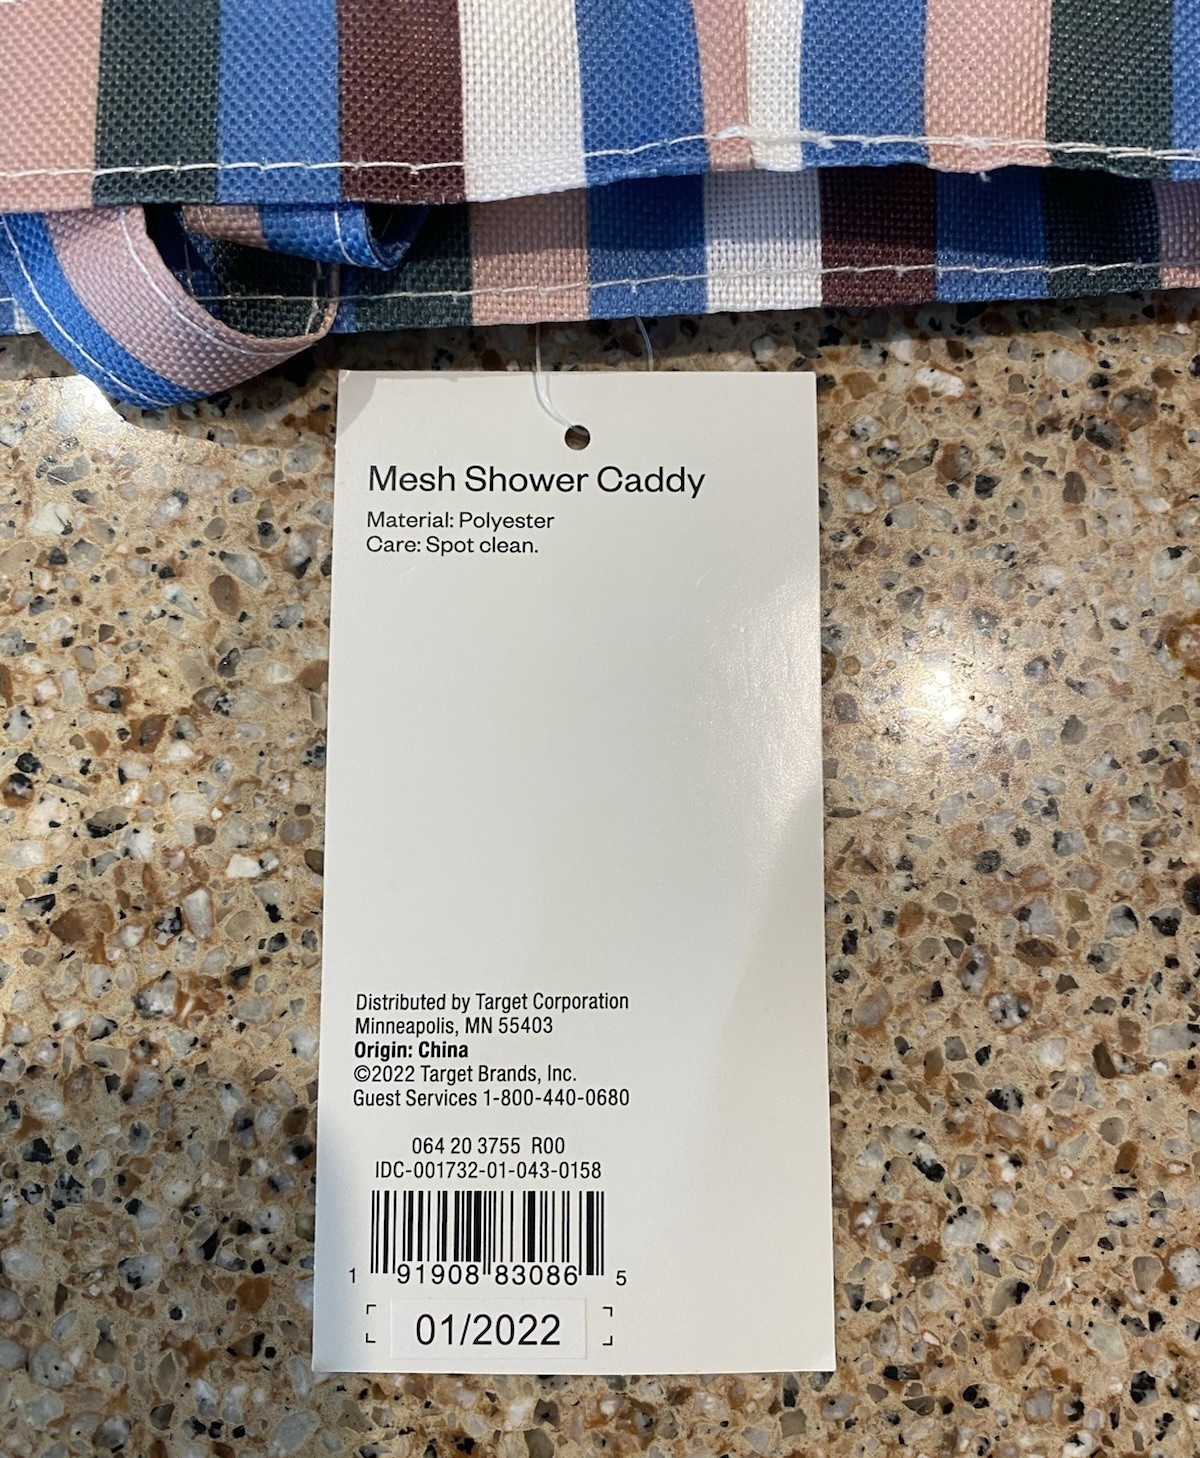 Mesh Shower Caddy
Material: Polyester
Care: Spot clean.
Distributed by Target Corporation
Minneapolis, MN 55403
Origin: China
©2022 Target Brands, Inc.
Guest Services 1-800-440-0680
064 20 3755 R00
IDC-001732-01-043-0158
1 91908 83086 5
01/2022